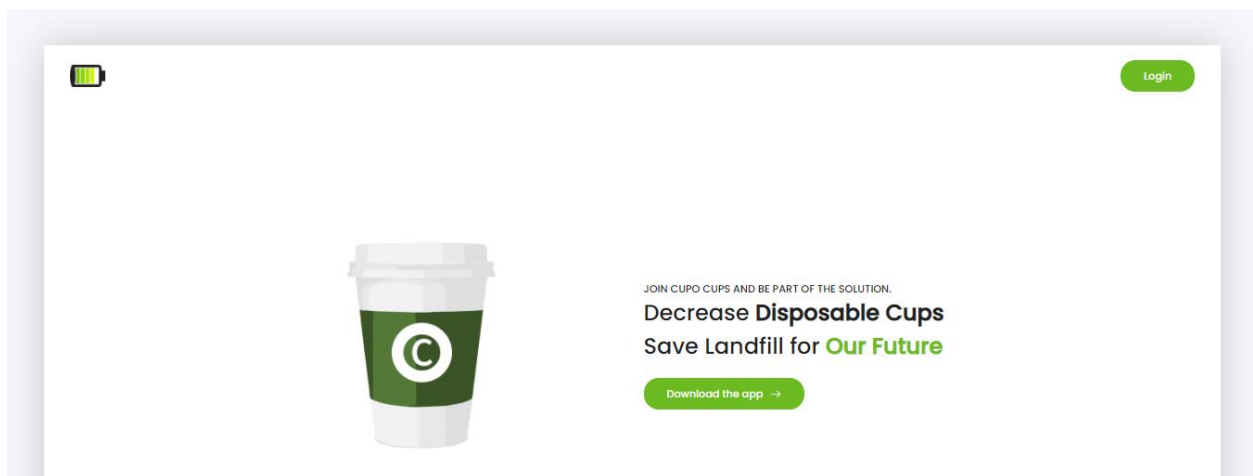 Login
C
JOIN CUPO CUPS AND BE PART OF THE SOLUTION.
Decrease Disposable Cups
Save Landfill for Our Future
Download the app →